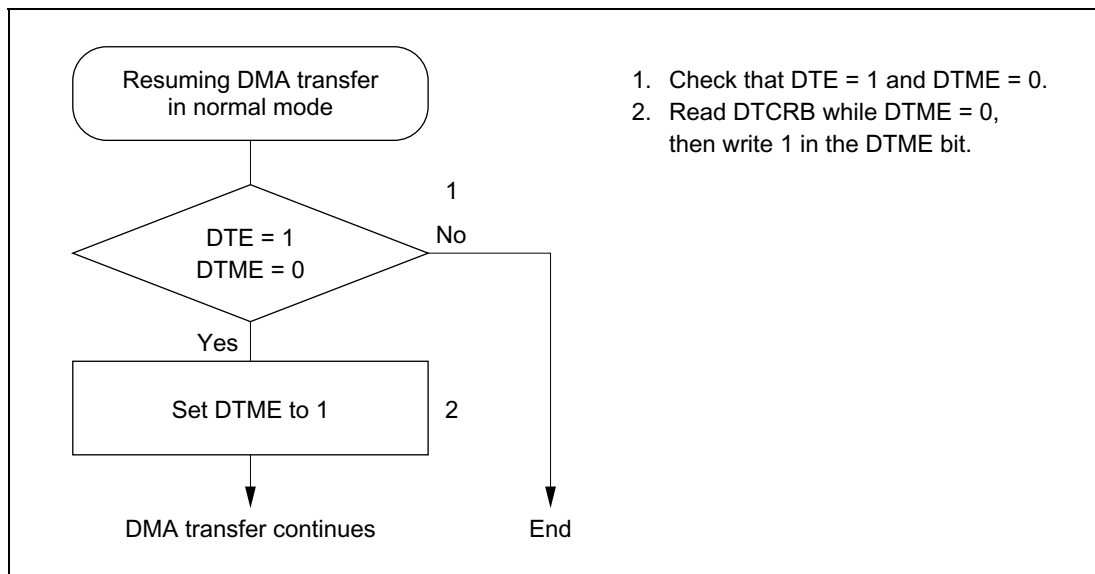 Resuming DMA transfer
in normal mode
1. Check that DTE = 1 and DTME = 0.
2. Read DTCRB while DTME = 0,
then write 1 in the DTME bit.
1
DTE = 1
DTME = 0
No
Yes
Set DTME to 1
2
DMA transfer continues
End